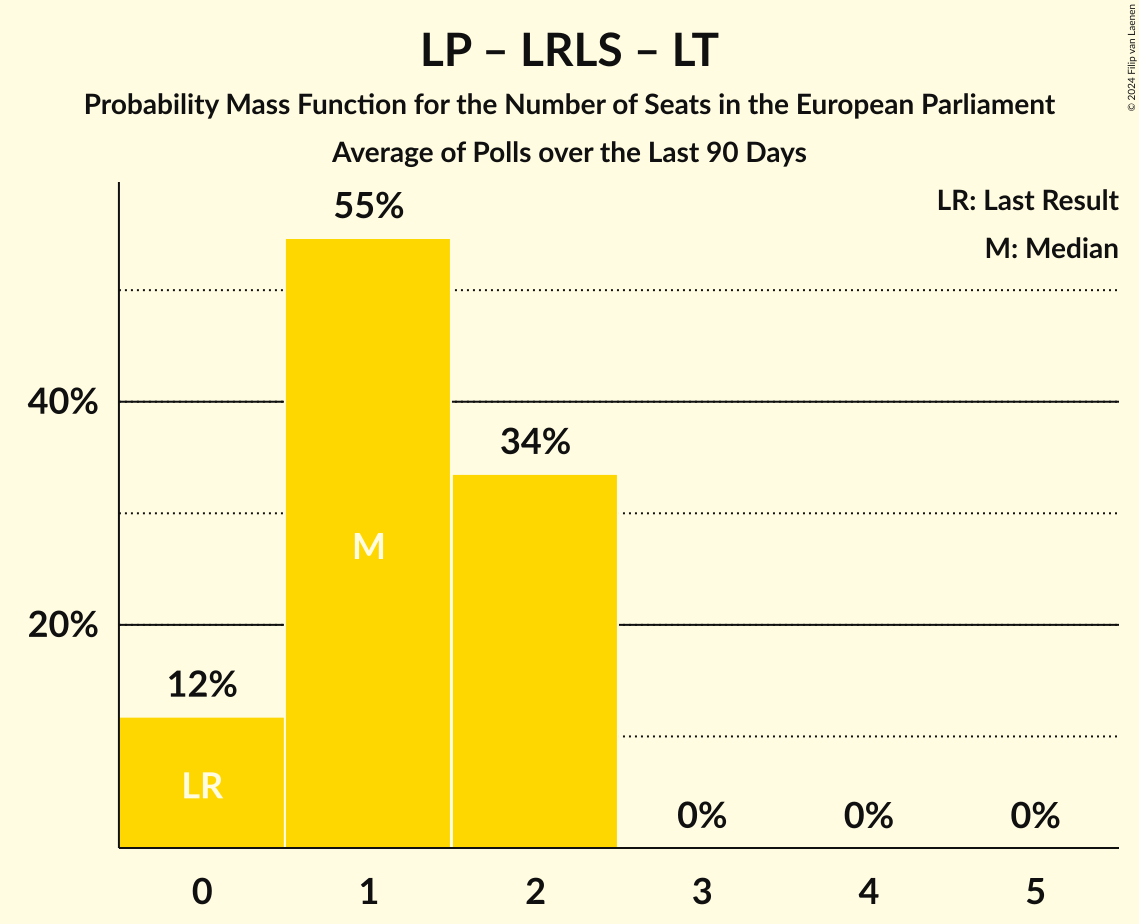 LP – LRLS – LT
Probability Mass Function for the Number of Seats in the European Parliament
Average of Polls over the Last 90 Days
© 2024 Filip van Laenen
LR: Last Result
M: Median
55%
40%
34%
M
20%
12%
LR
0% 0% 0%
0 1 2 3 4 5